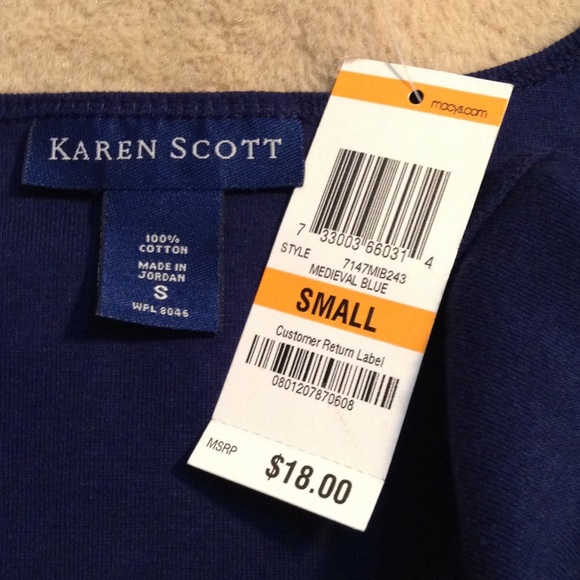 KAREN SCOTT
100%
COTTON
MADE IN
JORDAN
S
WPL 8046
macys.com
7 33003 66031 4
STYLE 7147MIB243
MEDIEVAL BLUE
SMALL
Customer Return Label
0801207870608
MSRP $18.00